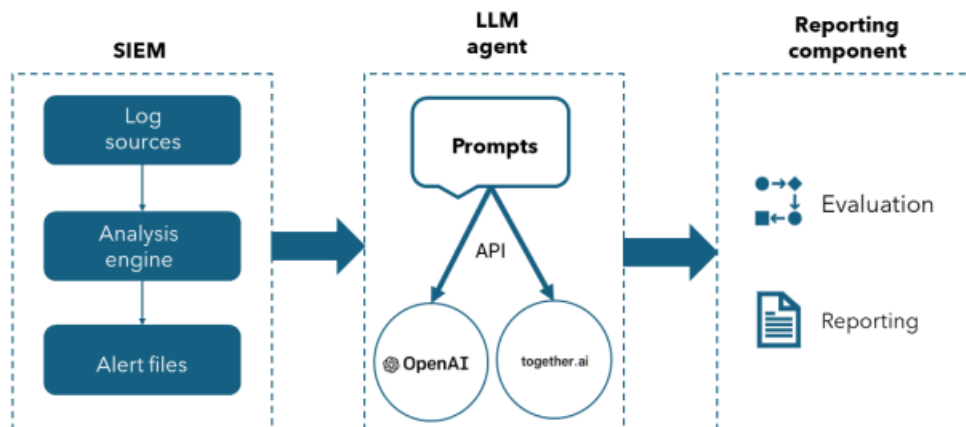 SIEM
Log
sources
Analysis
engine
Alert files
LLM
agent
Prompts
API
OpenAI
together.ai
Reporting
component
Evaluation
Reporting